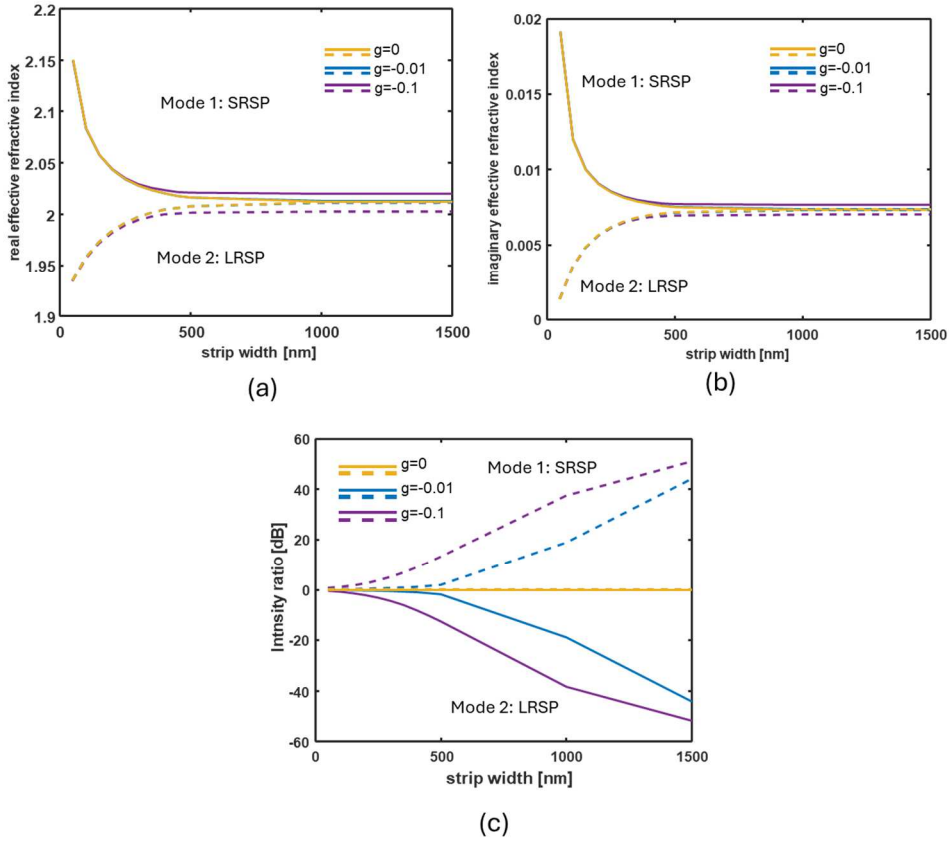 2.2
2.15
2.1
2.05
2
1.95
1.9
real effective refractive index
g=0
g=-0.01
g=-0.1
Mode 1: SRSP
Mode 2: LRSP
0
500
1000
1500
strip width [nm]
(a)
0.02
0.015
0.01
0.005
0
imaginary effective refractive index
g=0
g=-0.01
g=-0.1
Mode 1: SRSP
Mode 2: LRSP
0
500
1000
1500
strip width [nm]
(b)
60
40
20
0
-20
-40
-60
Intnsity ratio [dB]
g=0
g=-0.01
g=-0.1
Mode 1: SRSP
Mode 2: LRSP
0
500
1000
1500
strip width [nm]
(c)